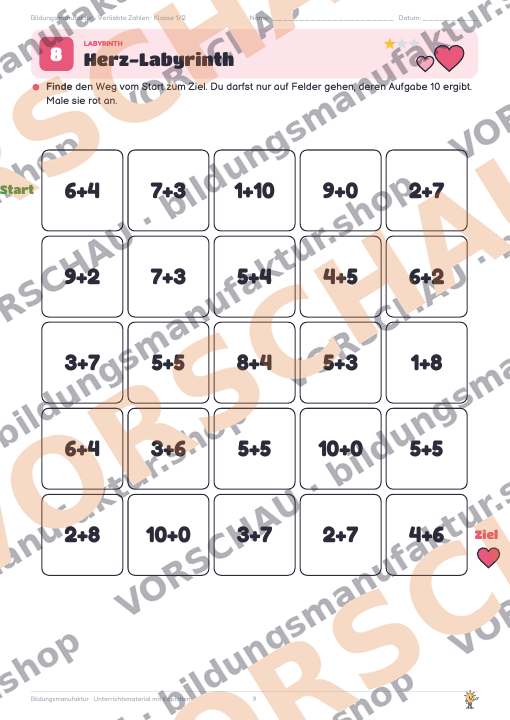 Bildungsmanufaktur · Verliebte Zahlen · Klasse 1/2 Name: Datum:
8
LABYRINTH
Herz-Labyrinth
Finde den Weg vom Start zum Ziel. Du darfst nur auf Felder gehen, deren Aufgabe 10 ergibt.
Male sie rot an.
Start
6+4 7+3 1+10 9+0 2+7
9+2 7+3 5+4 4+5 6+2
3+7 5+5 8+4 5+3 1+8
6+4 3+6 5+5 10+0 5+5
2+8 10+0 3+7 2+7 4+6
Ziel
VORSCHAU · bildungsmanufaktur.shop
VORSCHAU
Bildungsmanufaktur · Unterrichtsmaterial mit
9